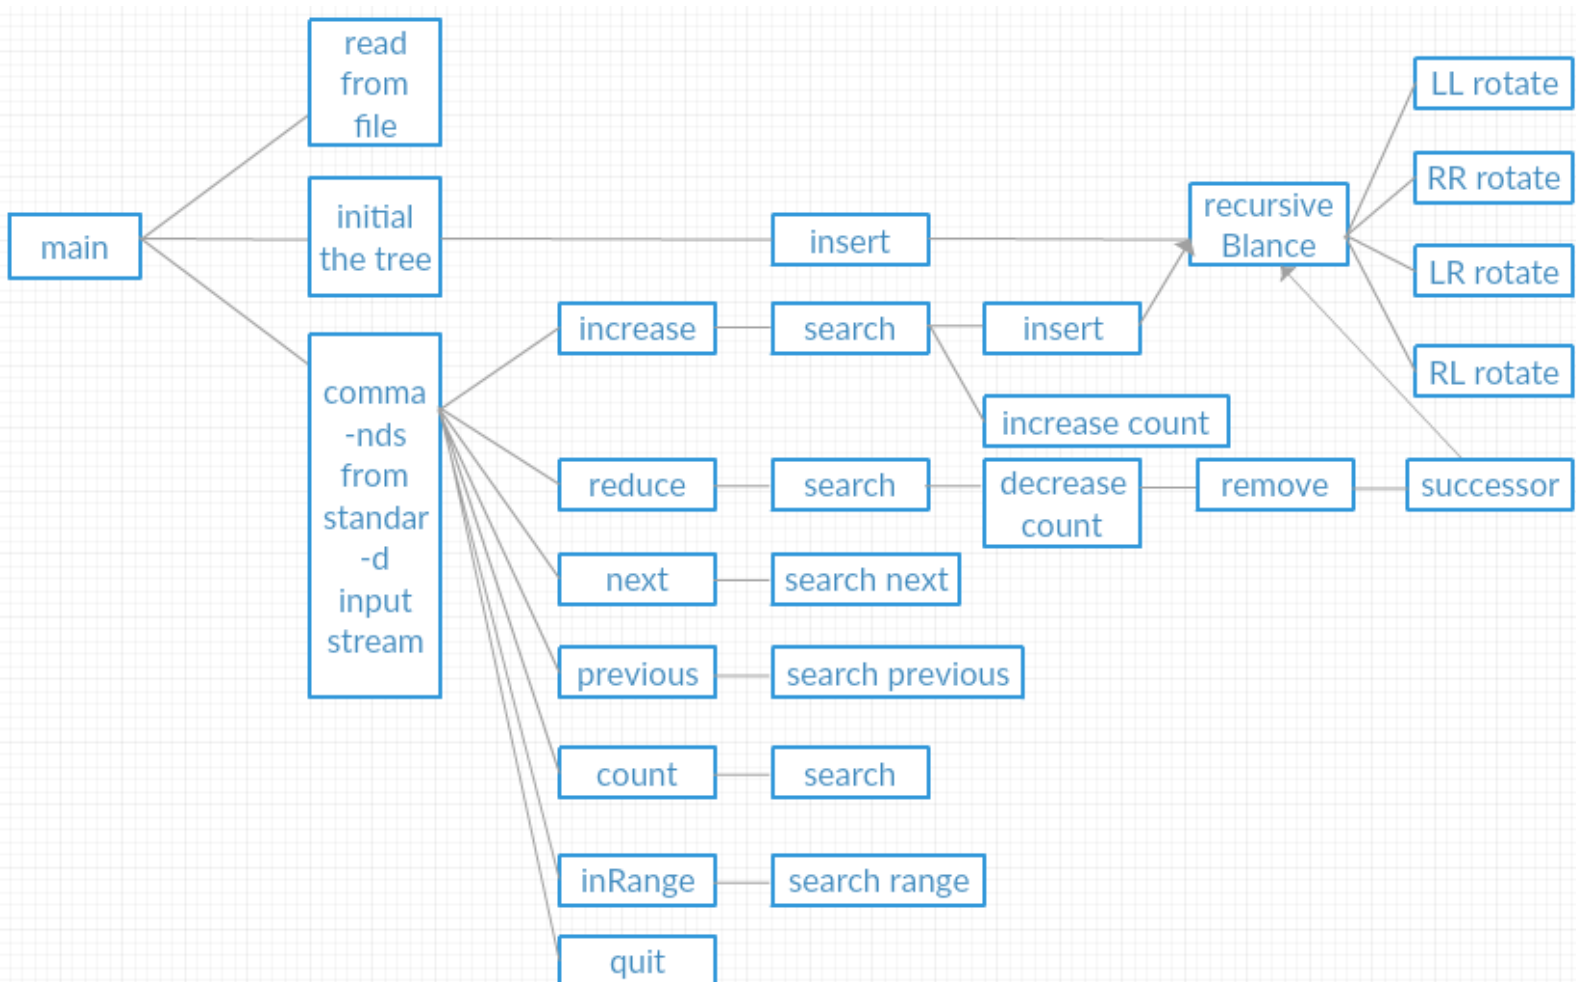 read
from
file
main
initial
the tree
insert
recursive
Blance
LL rotate
RR rotate
LR rotate
RL rotate
comma
-nds
from
standar
-d
input
stream
increase
search
insert
increase count
reduce
search
decrease
count
remove
successor
next
search next
previous
search previous
count
search
inRange
search range
quit